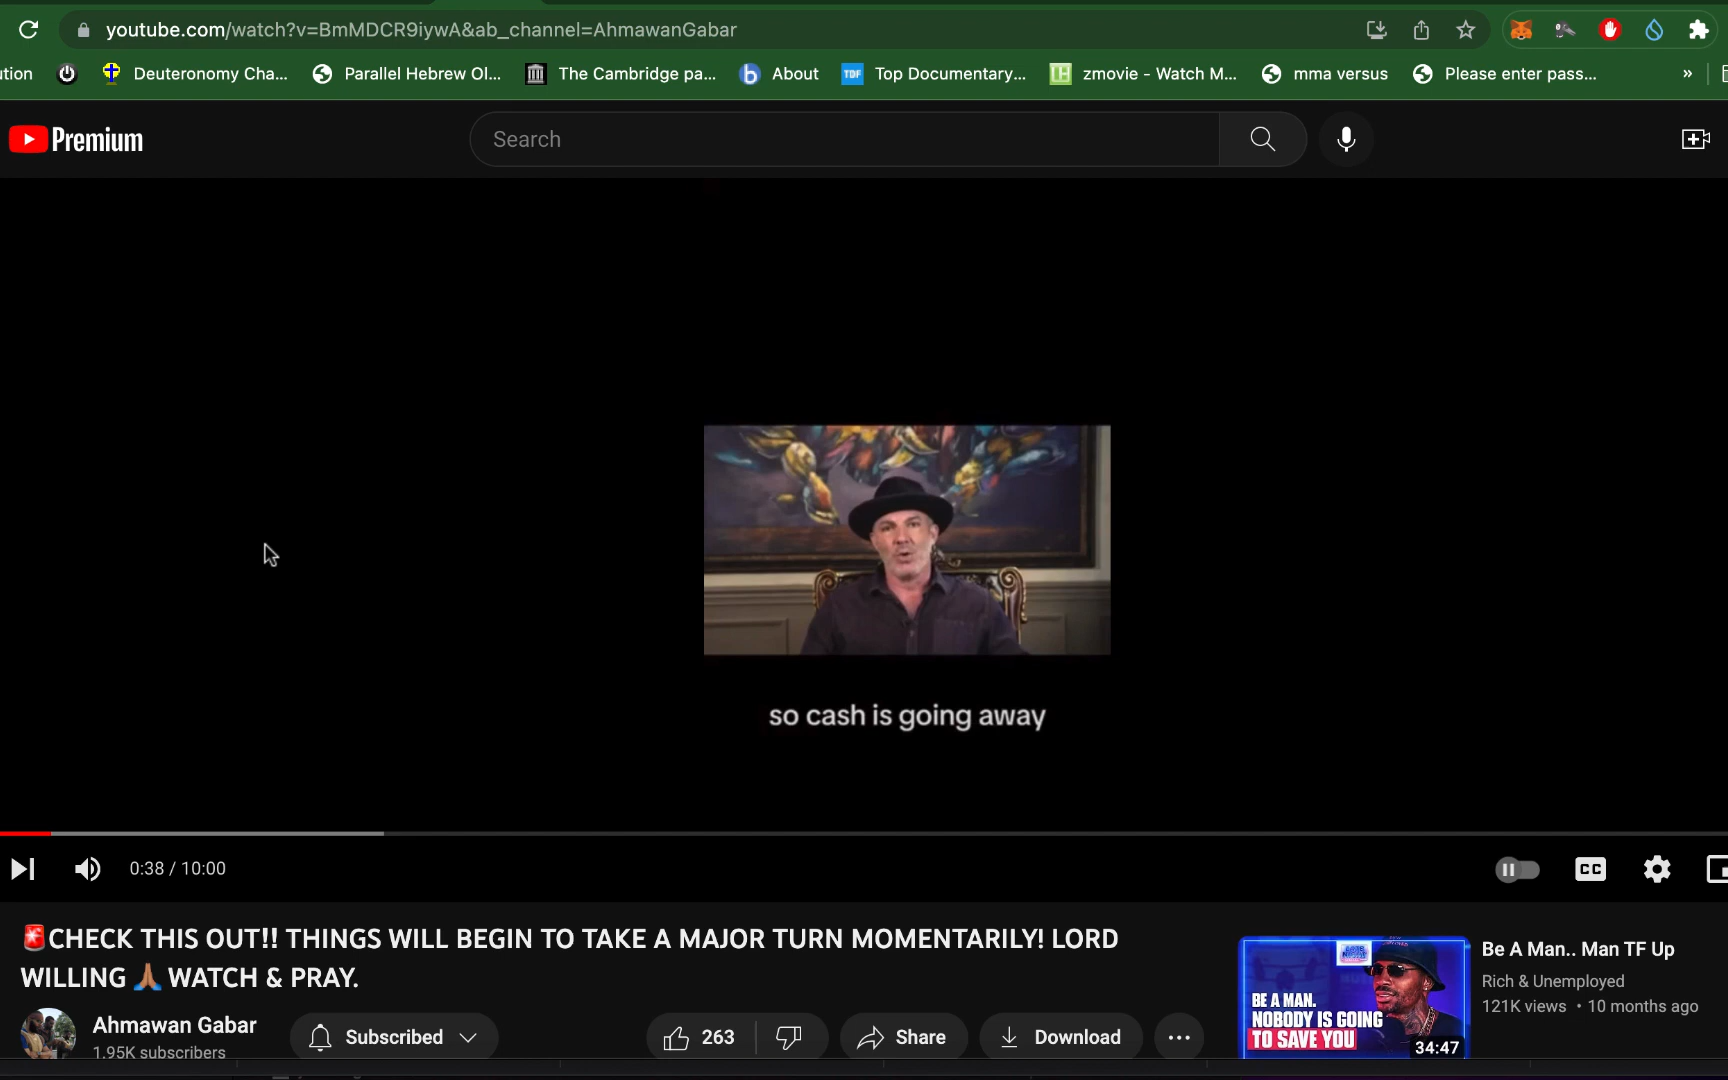 youtube.com/watch?v=BmMDCR9iywA&ab_channel=AhmawanGabar
ution
Deuteronomy Cha...
Parallel Hebrew Ol...
The Cambridge pa...
b About
TDF Top Documentary...
zmovie - Watch M...
mma versus
Please enter pass...
»
Premium
Search
so cash is going away
0:38 / 10:00
CC
🚨CHECK THIS OUT!! THINGS WILL BEGIN TO TAKE A MAJOR TURN MOMENTARILY! LORD
WILLING 🙏🏾 WATCH & PRAY.
Ahmawan Gabar
1.95K subscribers
Subscribed
263
Share
Download
...
BE A MAN.
NOBODY IS GOING
TO SAVE YOU
34:47
Be A Man.. Man TF Up
Rich & Unemployed
121K views • 10 months ago